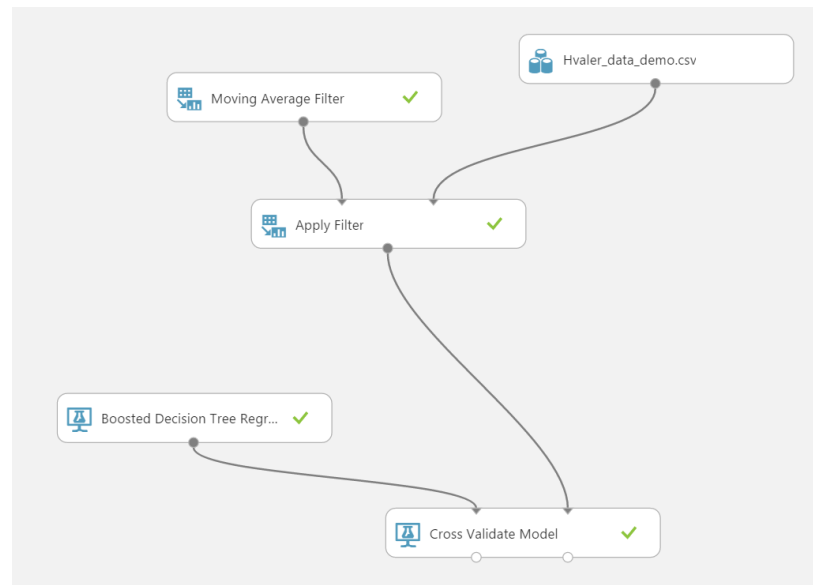 Hvaler_data_demo.csv
Moving Average Filter
Apply Filter
Boosted Decision Tree Regr...
Cross Validate Model